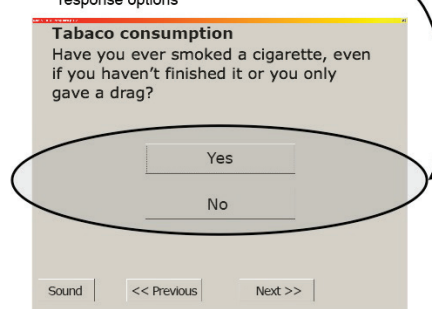 response options
Tabaco consumption
Have you ever smoked a cigarette, even
if you haven't finished it or you only
gave a drag?
Yes
No
Sound << Previous Next >>